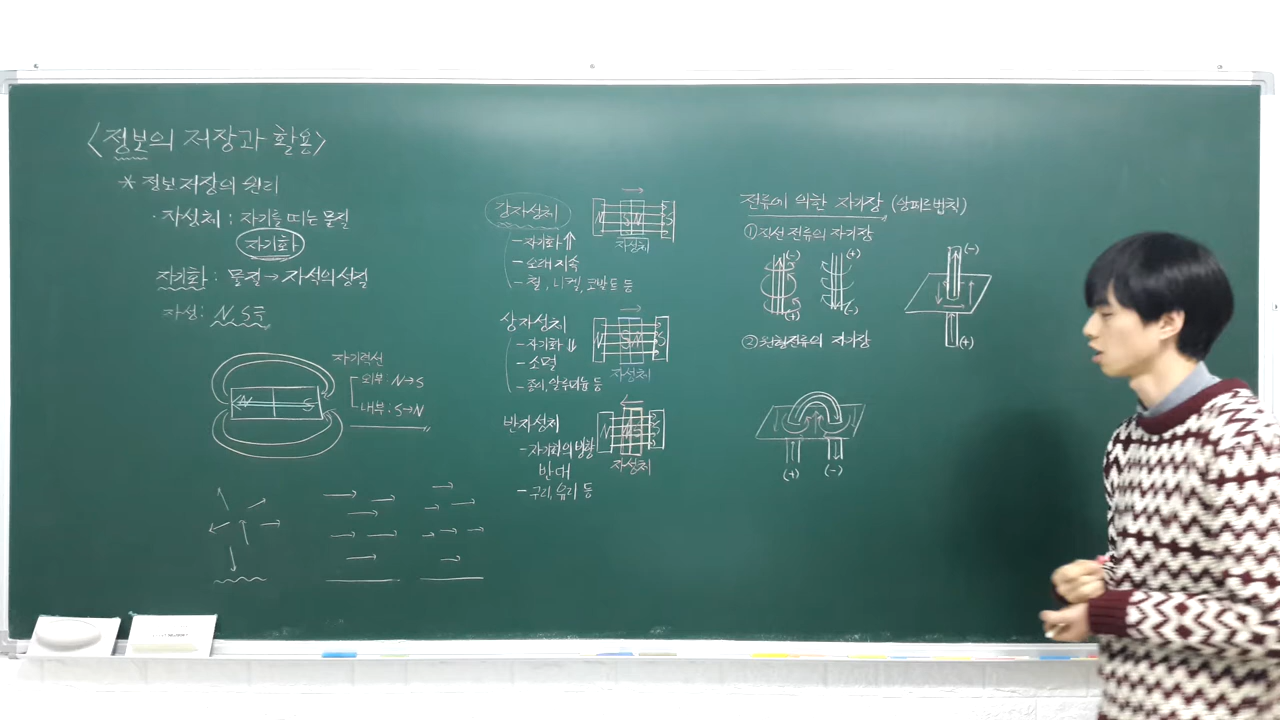 <정보의 저장과 활용>
* 정보저장의 원리
· 자성체 : 자기를 띠는 물질
자기화
자기화 : 물질 → 자석의 성질
자성 : N, S극
자기력선
외부 : N→S
내부 : S→N
N S
강자성체
- 자기화 ⇑
- 오래 지속
- 철, 니켈, 코발트 등
N S N S
자성체
상자성체
- 자기화 ⇓
- 소멸
- 종이, 알루미늄 등
N S N S
자성체
반자성체
- 자기화의 방향
반대
- 구리, 유리 등
N N S S
자성체
전류에 의한 자기장 (앙페르법칙)
① 직선 전류의 자기장
(-) (+) (-)
(+) (-) (+)
② 원형전류의 자기장
(+) (-)